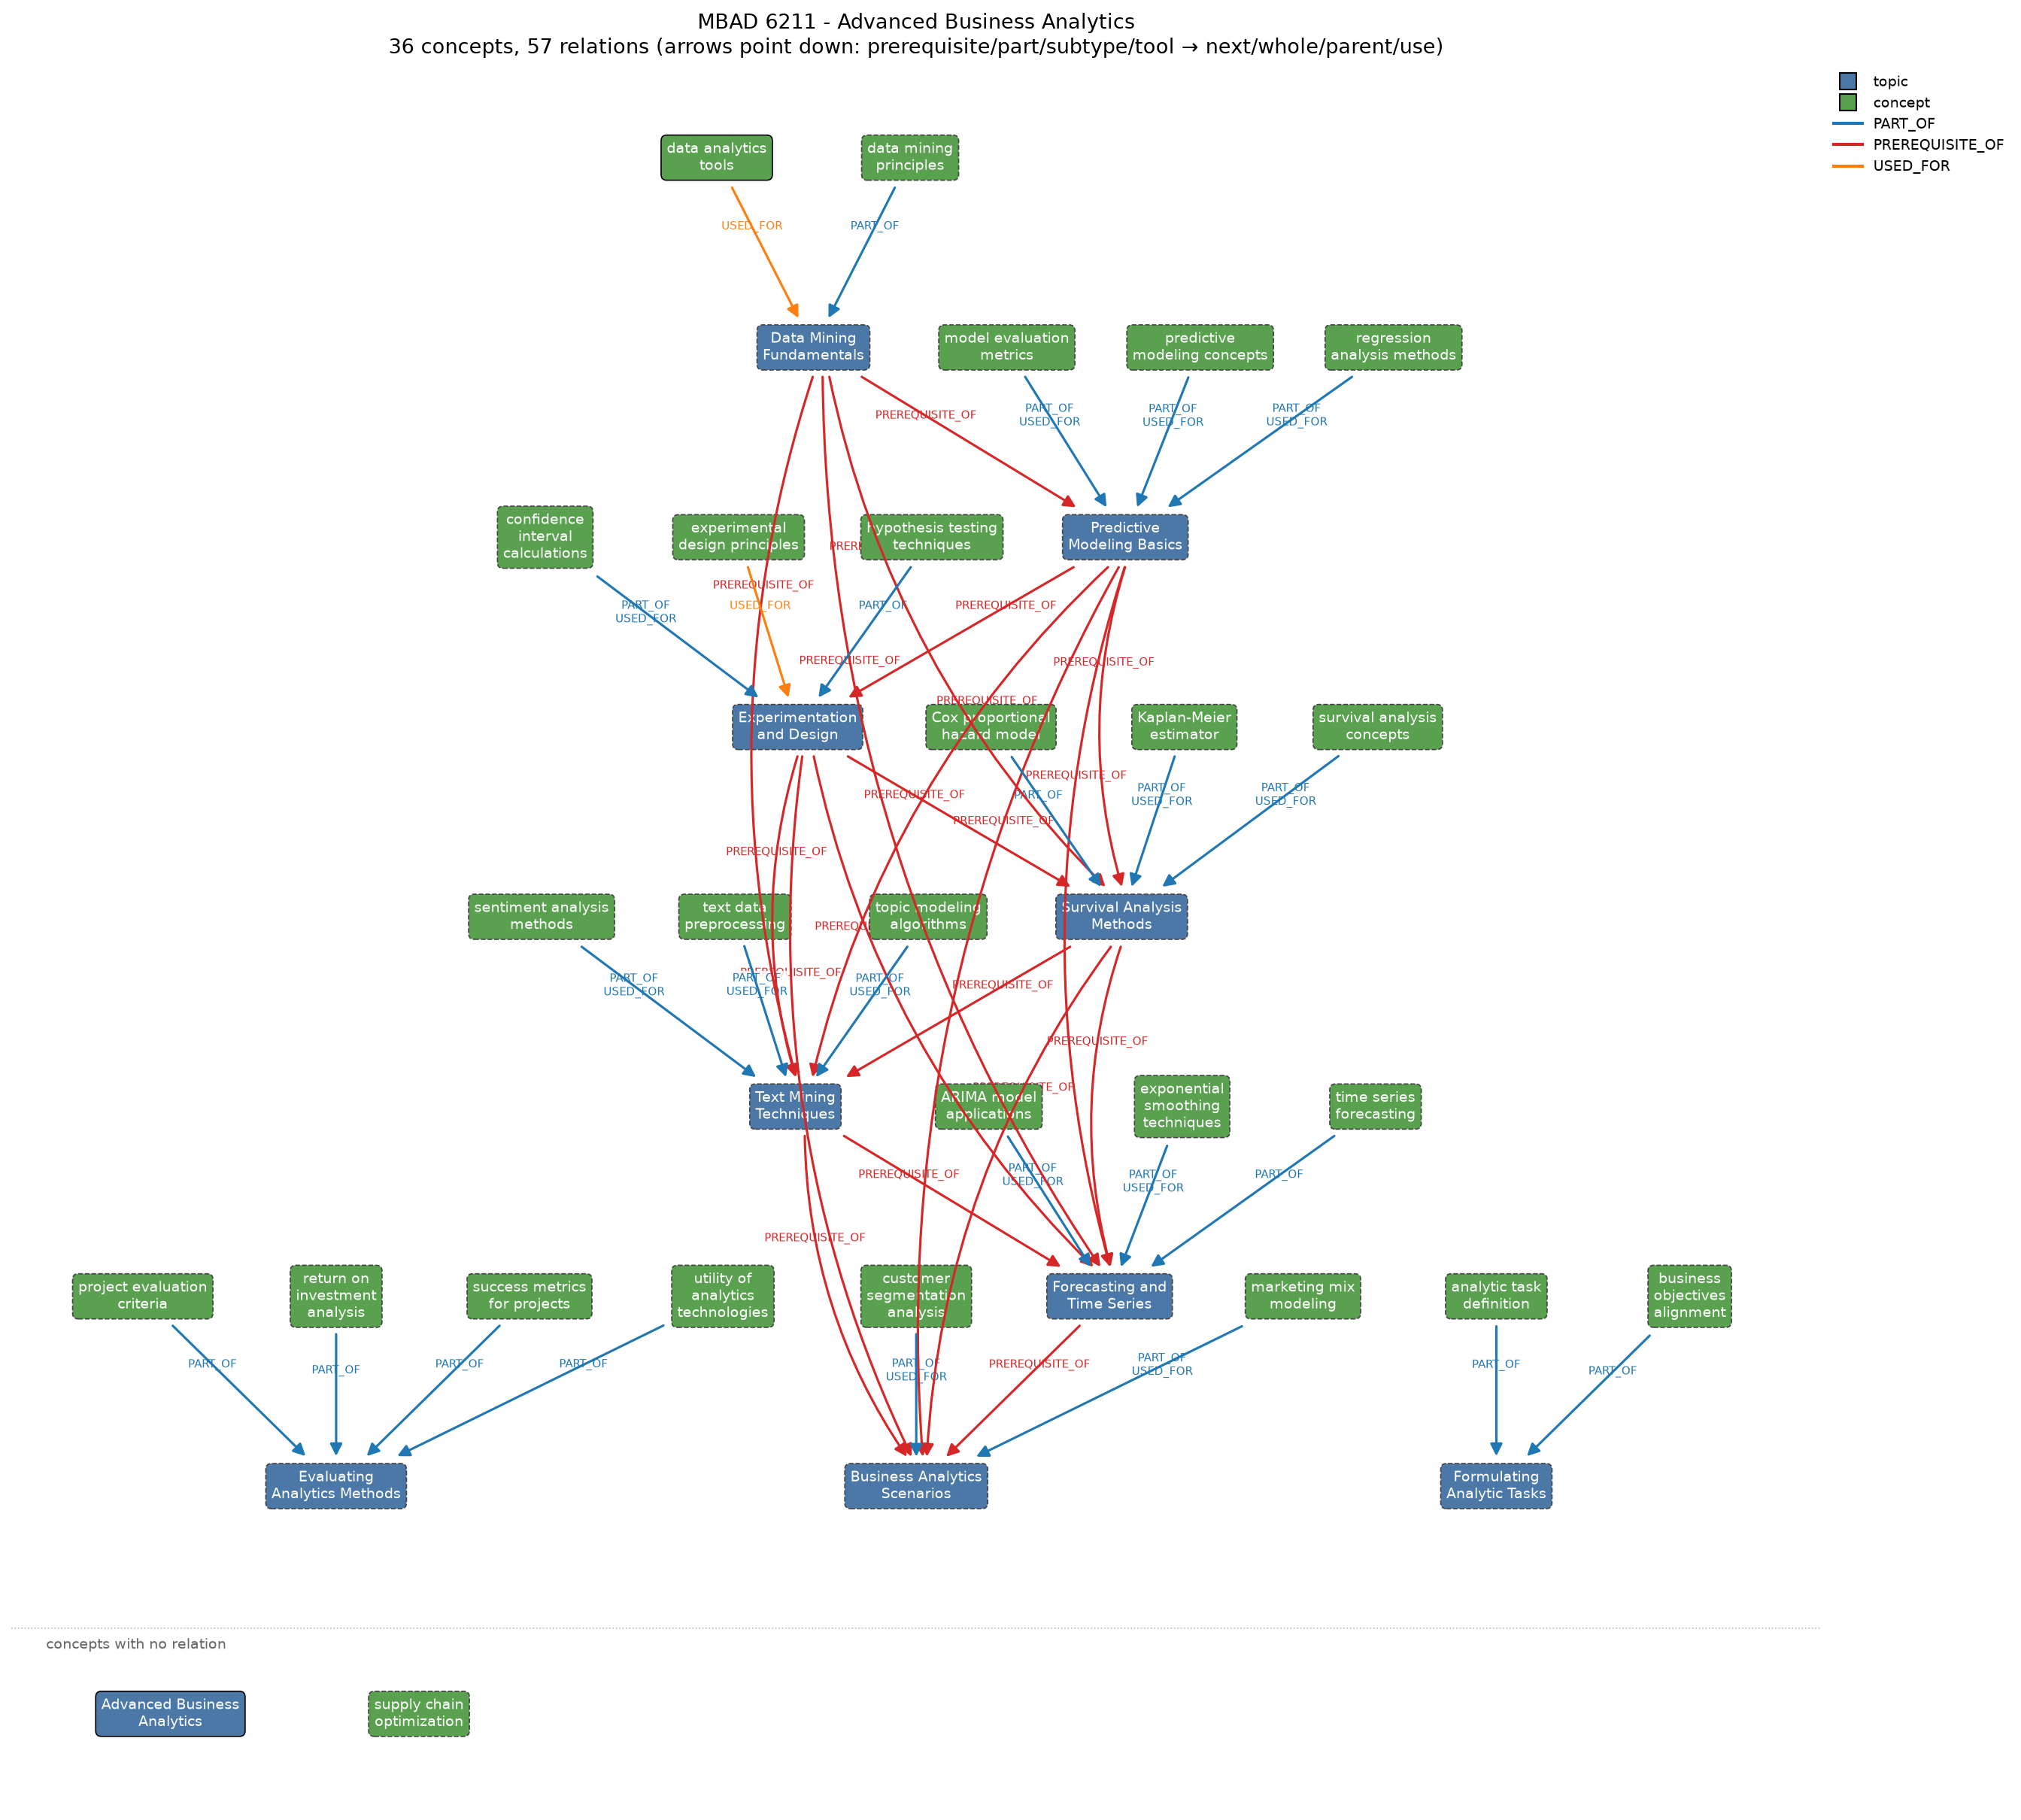 MBAD 6211 - Advanced Business Analytics
36 concepts, 57 relations (arrows point down: prerequisite/part/subtype/tool → next/whole/parent/use)
topic
concept
PART_OF
PREREQUISITE_OF
USED_FOR
data analytics
tools
data mining
principles
USED_FOR
PART_OF
Data Mining
Fundamentals
model evaluation
metrics
predictive
modeling concepts
regression
analysis methods
PREREQUISITE_OF
PART_OF
USED_FOR
PART_OF
USED_FOR
PART_OF
USED_FOR
confidence
interval
calculations
experimental
design principles
hypothesis testing
techniques
Predictive
Modeling Basics
PREREQUISITE_OF
PART_OF
USED_FOR
USED_FOR
PART_OF
PREREQUISITE_OF
PREREQUISITE_OF
PREREQUISITE_OF
PREREQUISITE_OF
Experimentation
and Design
Cox proportional
hazard model
Kaplan-Meier
estimator
survival analysis
concepts
PREREQUISITE_OF
PREREQUISITE_OF
PART_OF
PART_OF
USED_FOR
PART_OF
USED_FOR
PREREQUISITE_OF
PREREQUISITE_OF
sentiment analysis
methods
text data
preprocessing
topic modeling
algorithms
Survival Analysis
Methods
PREREQUISITE_OF
PART_OF
USED_FOR
PART_OF
USED_FOR
PART_OF
USED_FOR
PREREQUISITE_OF
PREREQUISITE_OF
Text Mining
Techniques
ARIMA model
applications
exponential
smoothing
techniques
time series
forecasting
PREREQUISITE_OF
PART_OF
USED_FOR
PART_OF
USED_FOR
PART_OF
PREREQUISITE_OF
project evaluation
criteria
return on
investment
analysis
success metrics
for projects
utility of
analytics
technologies
customer
segmentation
analysis
Forecasting and
Time Series
marketing mix
modeling
analytic task
definition
business
objectives
alignment
PART_OF
PART_OF
PART_OF
PART_OF
PART_OF
USED_FOR
PREREQUISITE_OF
PART_OF
USED_FOR
PART_OF
PART_OF
Evaluating
Analytics Methods
Business Analytics
Scenarios
Formulating
Analytic Tasks
concepts with no relation
Advanced Business
Analytics
supply chain
optimization